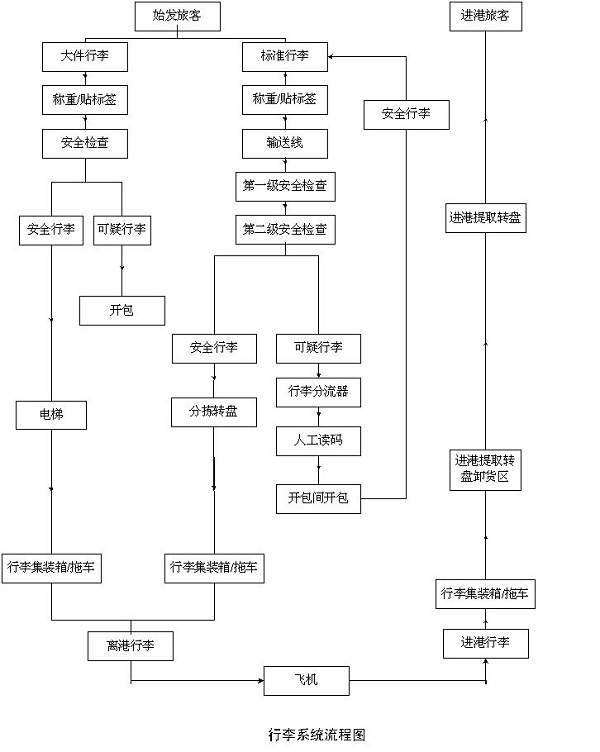 始发旅客
进港旅客
大件行李
标准行李
称重/贴标签
称重/贴标签
安全行李
安全检查
输送线
第一级安全检查
安全行李
可疑行李
第二级安全检查
进港提取转盘
开包
安全行李
可疑行李
行李分流器
电梯
分拣转盘
人工读码
进港提取转
盘卸货区
开包间开包
行李集装箱/拖车
行李集装箱/拖车
行李集装箱/拖车
离港行李
进港行李
飞机
行李系统流程图